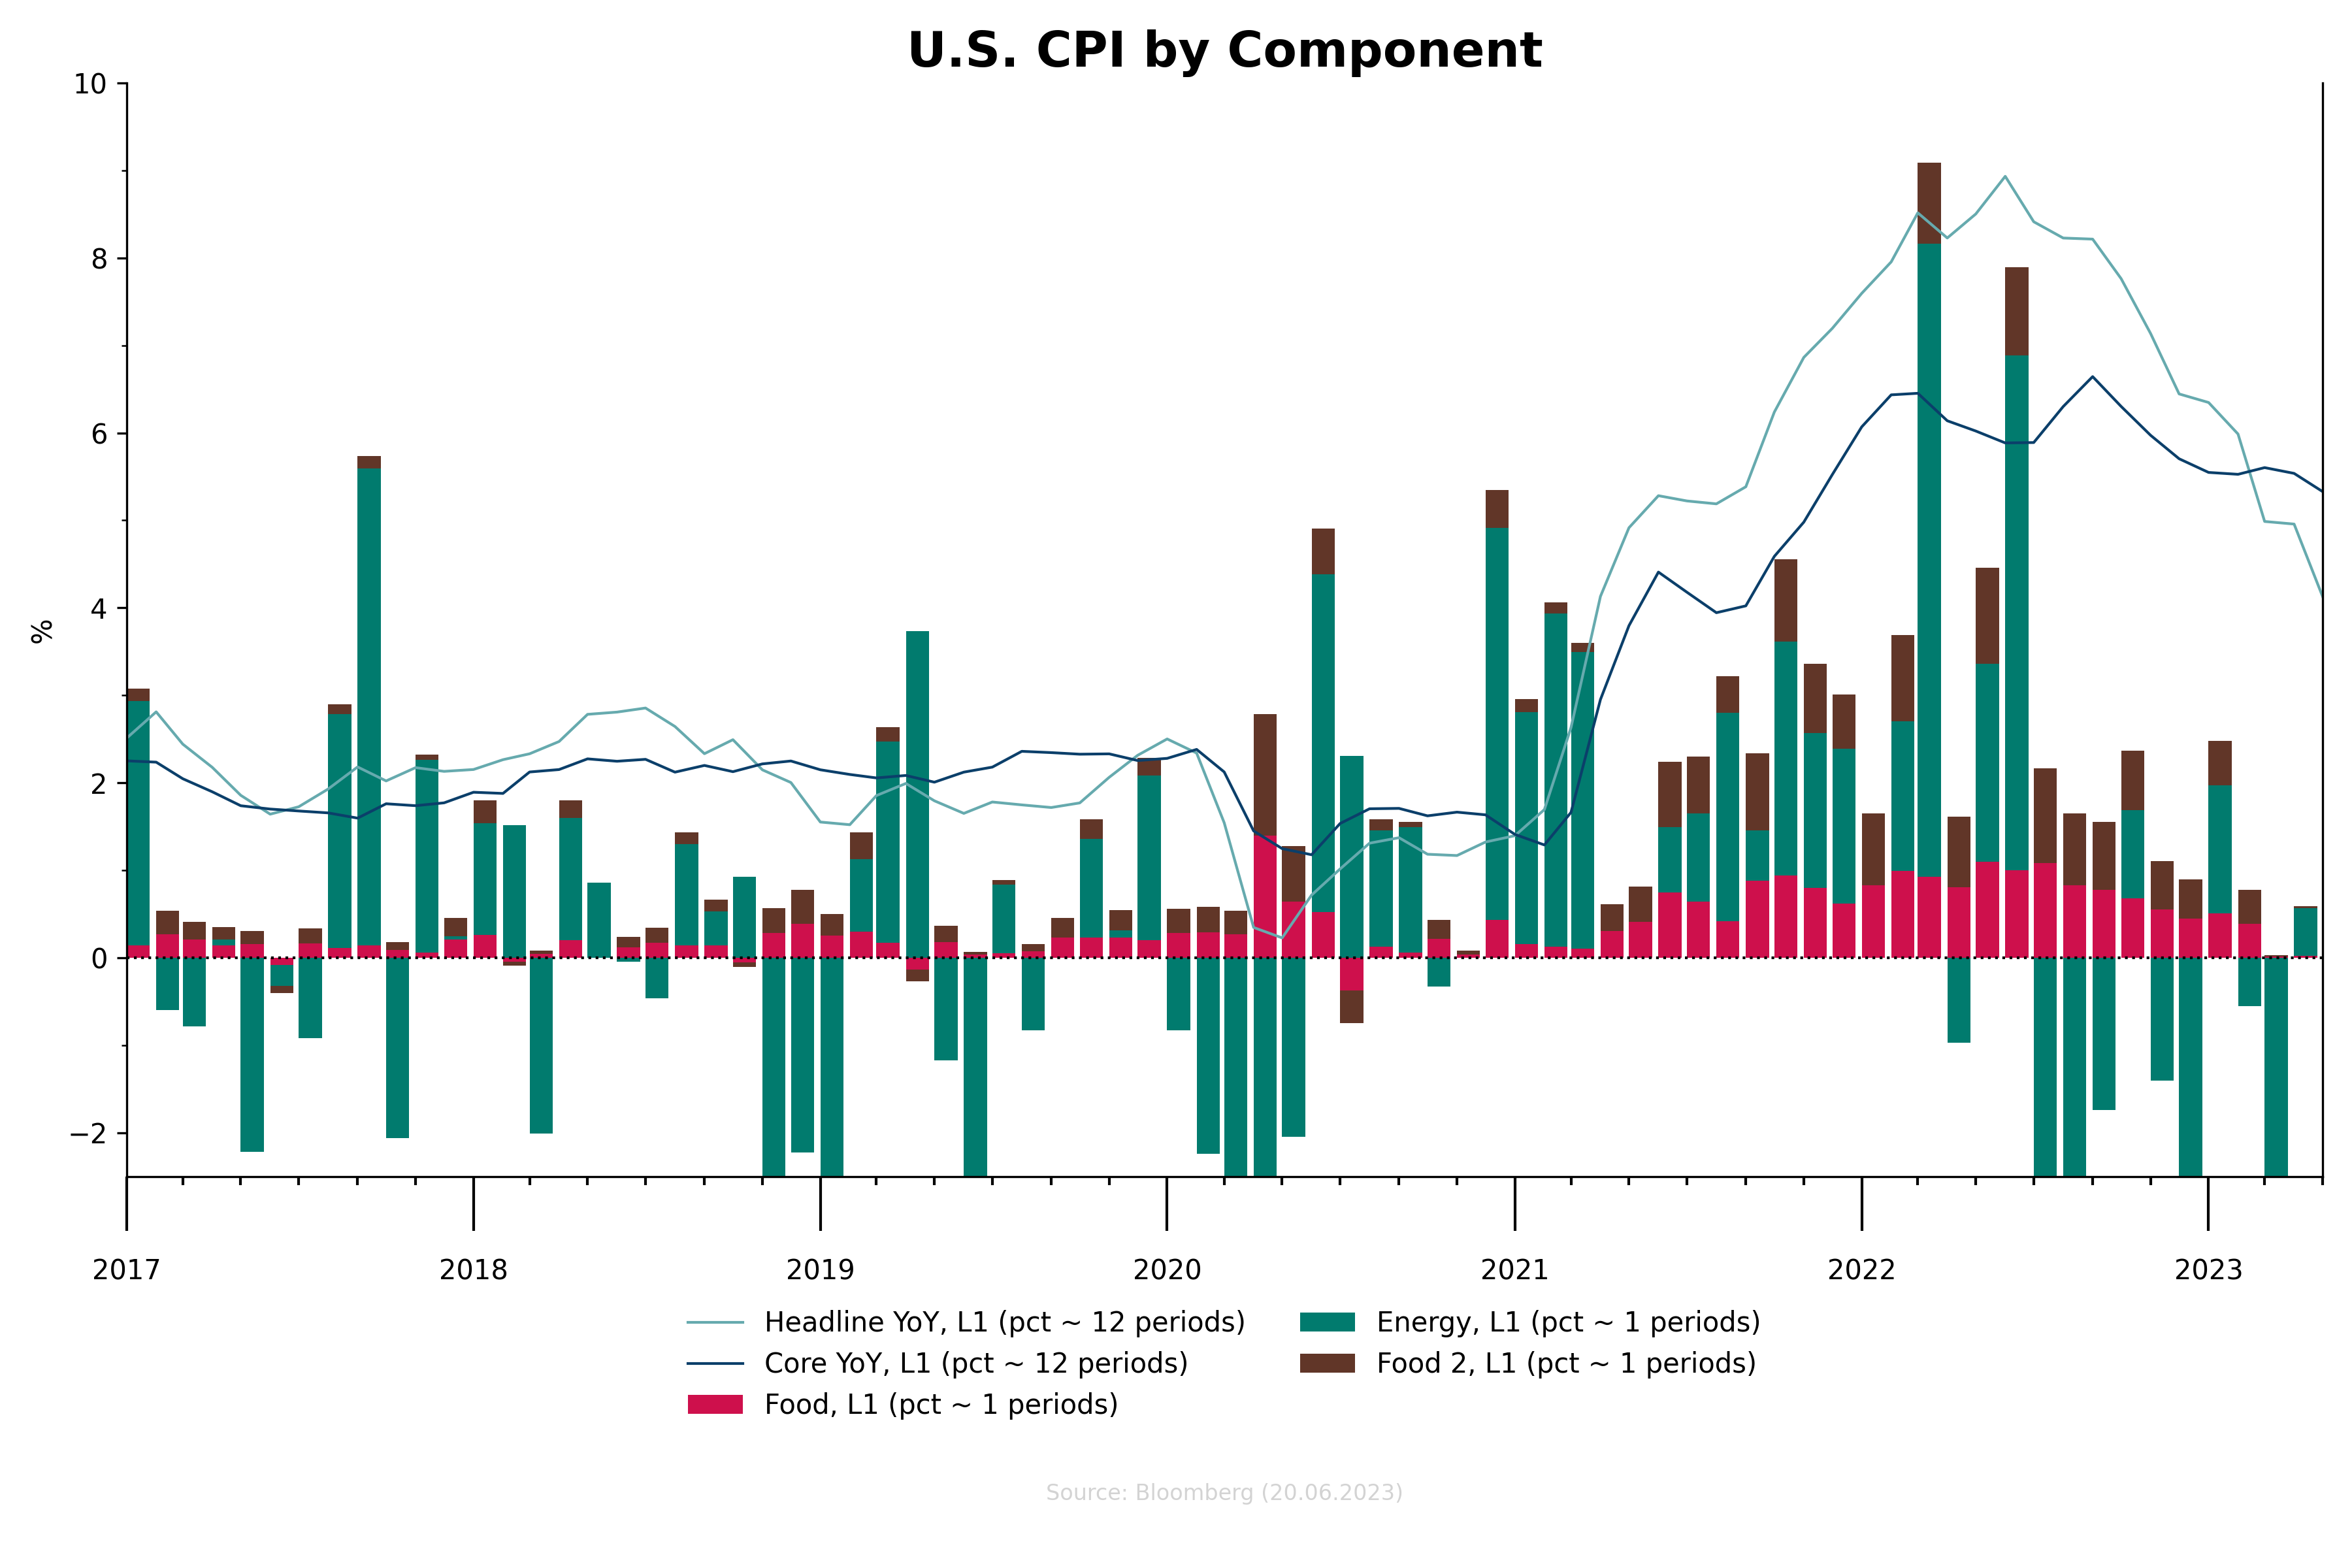 U.S. CPI by Component
10
8
6
4
2
0
−2
%
2017 2018 2019 2020 2021 2022 2023
Headline YoY, L1 (pct ~ 12 periods)
Core YoY, L1 (pct ~ 12 periods)
Food, L1 (pct ~ 1 periods)
Energy, L1 (pct ~ 1 periods)
Food 2, L1 (pct ~ 1 periods)
Source: Bloomberg (20.06.2023)